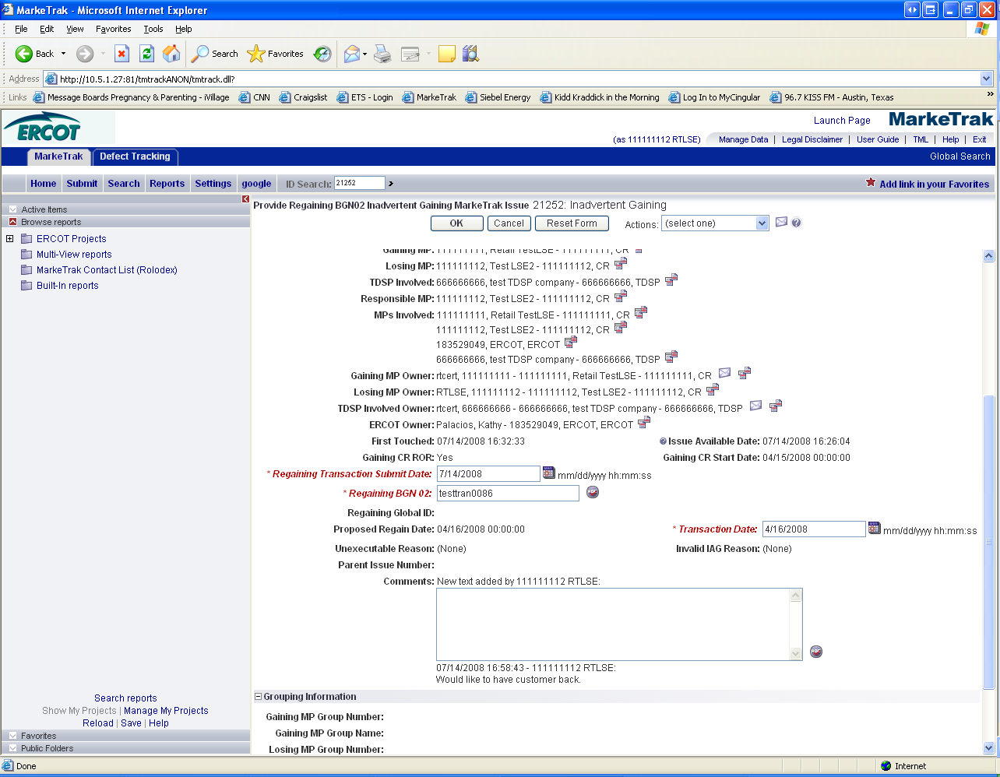 MarkeTrak - Microsoft Internet Explorer
File Edit View Favorites Tools Help
Back Search Favorites
Address http://10.5.1.27:81/tmtrackANON/tmtrack.dll?
Links Message Boards Pregnancy & Parenting - iVillage CNN Craigslist ETS - Login MarkeTrak Siebel Energy Kidd Kraddick in the Morning Log In to MyCingular 96.7 KISS FM - Austin, Texas »
ERCOT Launch Page MarkeTrak
(as 111111112 RTLSE) Manage Data | Legal Disclaimer | User Guide | TML | Help | Exit
MarkeTrak Defect Tracking Global Search
Home Submit Search Reports Settings google ID Search: 21252 Add link in your Favorites
Active Items
Browse reports
ERCOT Projects
Multi-View reports
MarkeTrak Contact List (Rolodex)
Built-In reports
Search reports
Show My Projects | Manage My Projects
Reload | Save | Help
Favorites
Public Folders
Provide Regaining BGN02 Inadvertent Gaining MarkeTrak Issue 21252: Inadvertent Gaining
OK Cancel Reset Form Actions: (select one)
Gaining MP: 111111111, Retail TestLSE - 111111111, CR
Losing MP: 111111112, Test LSE2 - 111111112, CR
TDSP Involved: 666666666, test TDSP company - 666666666, TDSP
Responsible MP: 111111112, Test LSE2 - 111111112, CR
MPs Involved: 111111111, Retail TestLSE - 111111111, CR
111111112, Test LSE2 - 111111112, CR
183529049, ERCOT, ERCOT
666666666, test TDSP company - 666666666, TDSP
Gaining MP Owner: rtcert, 111111111 - 111111111, Retail TestLSE - 111111111, CR
Losing MP Owner: RTLSE, 111111112 - 111111112, Test LSE2 - 111111112, CR
TDSP Involved Owner: rtcert, 666666666 - 666666666, test TDSP company - 666666666, TDSP
ERCOT Owner: Palacios, Kathy - 183529049, ERCOT, ERCOT
First Touched: 07/14/2008 16:32:33 Issue Available Date: 07/14/2008 16:26:04
Gaining CR ROR: Yes Gaining CR Start Date: 04/15/2008 00:00:00
* Regaining Transaction Submit Date: 7/14/2008 mm/dd/yyyy hh:mm:ss
* Regaining BGN 02: testtran0086 ABC
Regaining Global ID:
Proposed Regain Date: 04/16/2008 00:00:00 * Transaction Date: 4/16/2008 mm/dd/yyyy hh:mm:ss
Unexecutable Reason: (None) Invalid IAG Reason: (None)
Parent Issue Number:
Comments: New text added by 111111112 RTLSE:
ABC
07/14/2008 16:58:43 - 111111112 RTLSE:
Would like to have customer back.
Grouping Information
Gaining MP Group Number:
Gaining MP Group Name:
Losing MP Group Number:
Done Internet